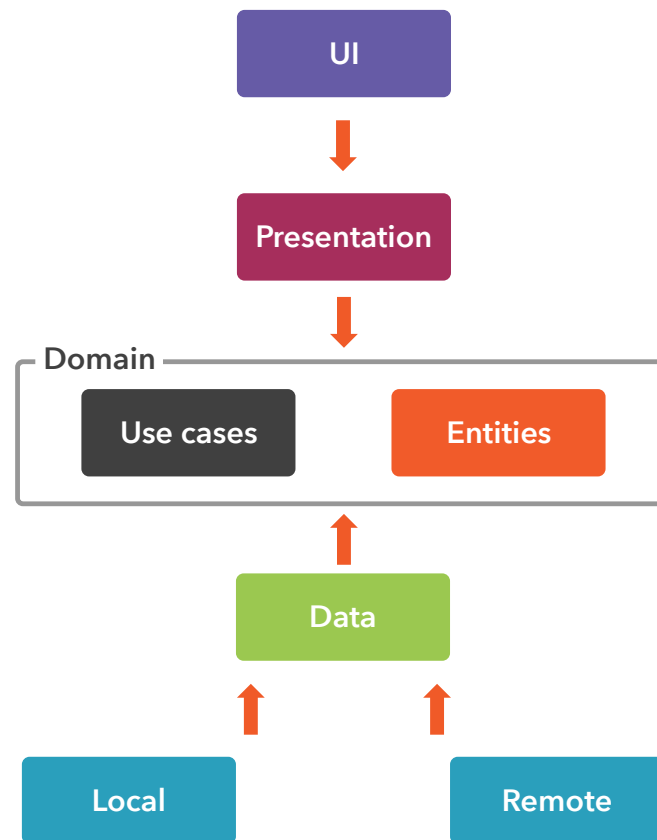 UI
Presentation
Domain
Use cases
Entities
Data
Local
Remote